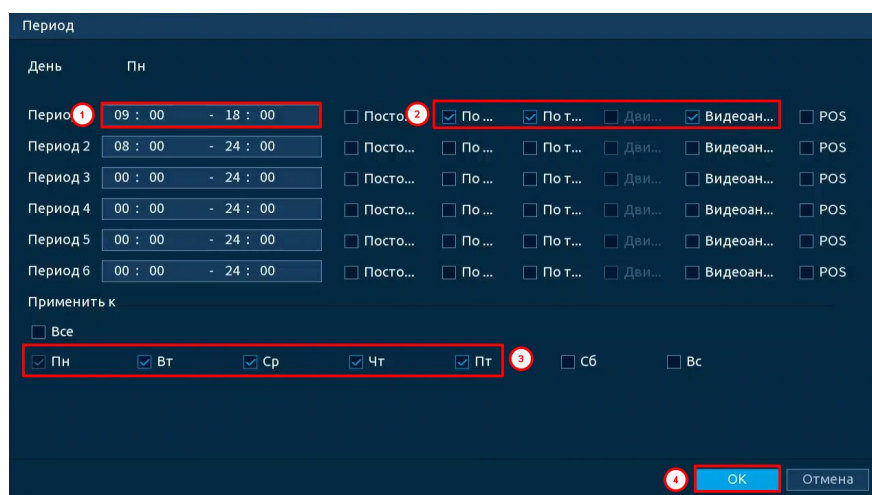 Период
День Пн
Перио 1 09 : 00 - 18 : 00 Посто... 2 По ... По т... Дви... Видеоан... POS
Период 2 08 : 00 - 24 : 00 Посто... По ... По т... Дви... Видеоан... POS
Период 3 00 : 00 - 24 : 00 Посто... По ... По т... Дви... Видеоан... POS
Период 4 00 : 00 - 24 : 00 Посто... По ... По т... Дви... Видеоан... POS
Период 5 00 : 00 - 24 : 00 Посто... По ... По т... Дви... Видеоан... POS
Период 6 00 : 00 - 24 : 00 Посто... По ... По т... Дви... Видеоан... POS
Применить к
Все
Пн Вт Ср Чт Пт 3 Сб Вс
4 OK Отмена